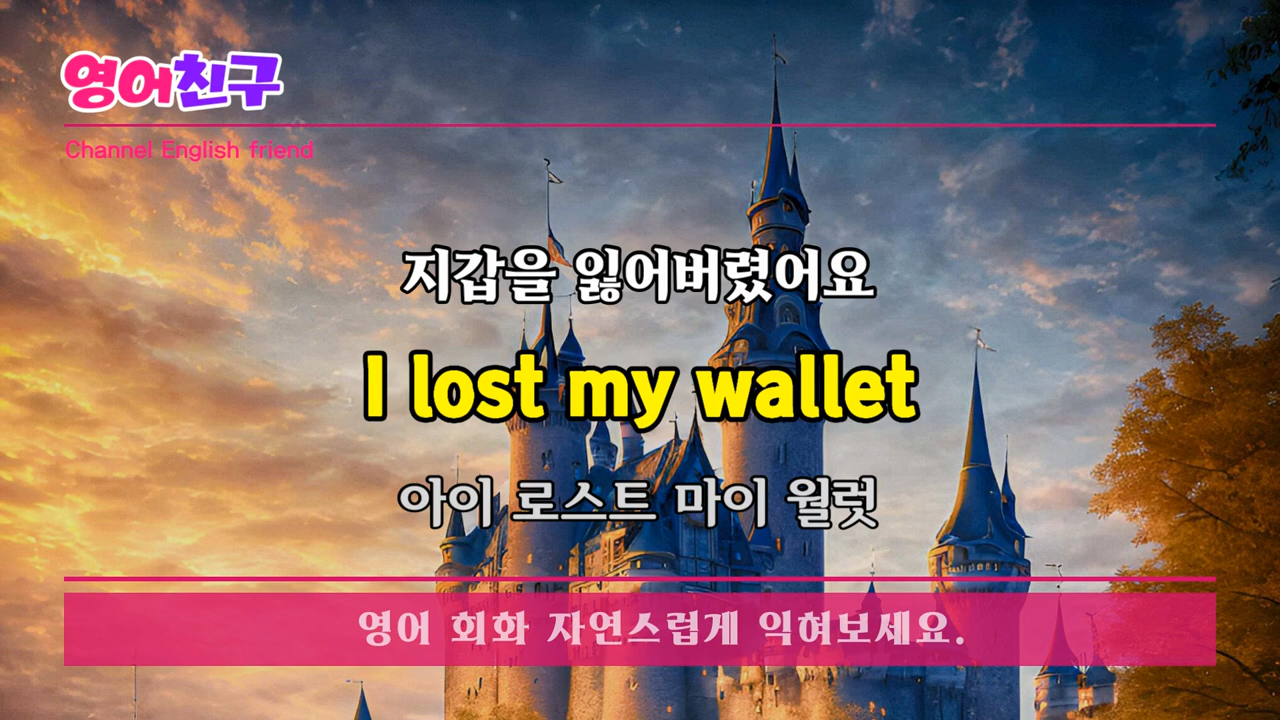 영어친구
Channel English friend
지갑을 잃어버렸어요
I lost my wallet
아이 로스트 마이 월럿
영어 회화 자연스럽게 익혀보세요.